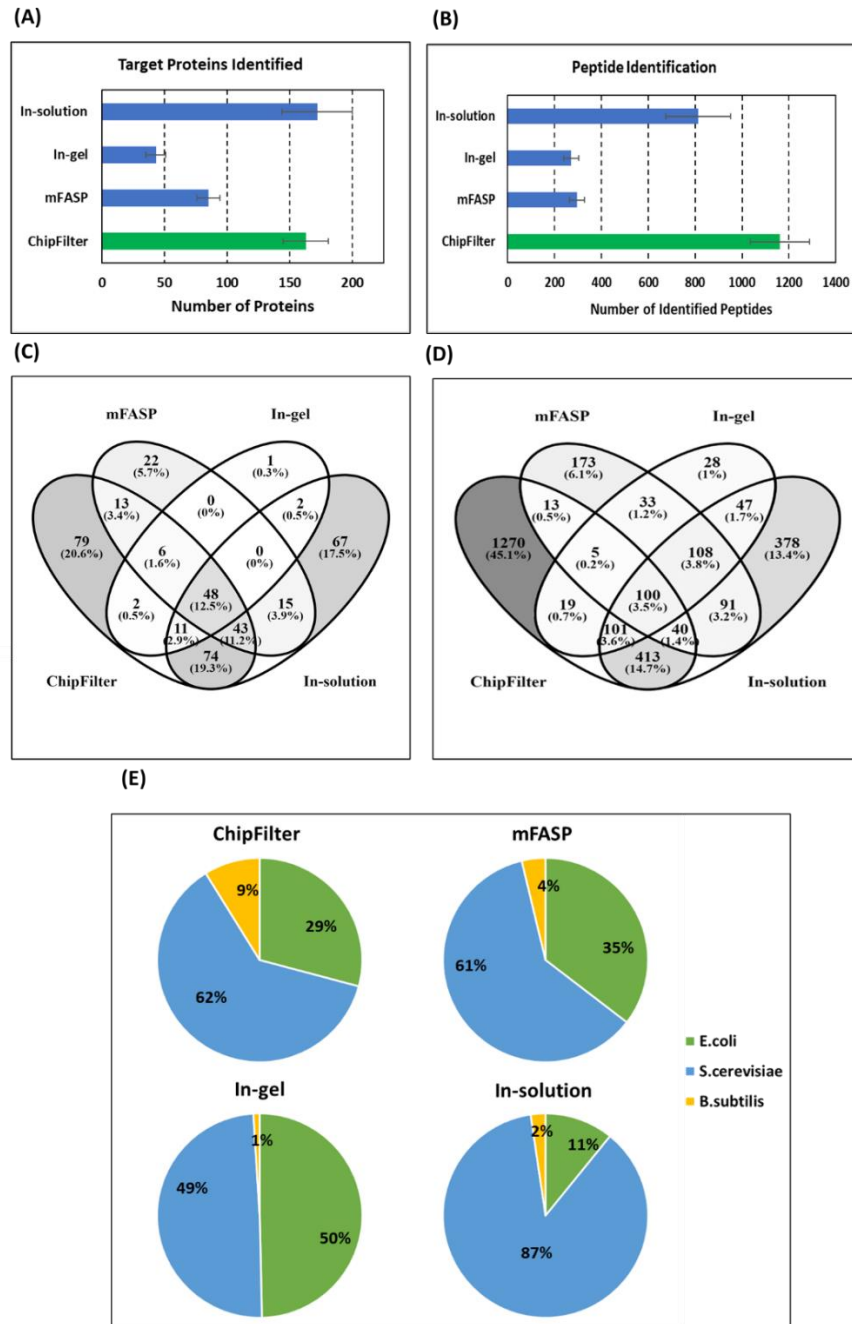 (A)
Target Proteins Identified
In-solution
In-gel
mFASP
ChipFilter
0 50 100 150 200
Number of Proteins
(B)
Peptide Identification
In-solution
In-gel
mFASP
ChipFilter
0 200 400 600 800 1000 1200 1400
Number of Identified Peptides
(C)
mFASP
In-gel
22
(5.7%)
1
(0.3%)
13
(3.4%)
0
(0%)
2
(0.5%)
79
(20.6%)
6
(1.6%)
0
(0%)
67
(17.5%)
48
(12.5%)
2
(0.5%)
15
(3.9%)
11
(2.9%)
43
(11.2%)
74
(19.3%)
ChipFilter
In-solution
(D)
mFASP
In-gel
173
(6.1%)
28
(1%)
13
(0.5%)
33
(1.2%)
47
(1.7%)
1270
(45.1%)
5
(0.2%)
108
(3.8%)
378
(13.4%)
100
(3.5%)
19
(0.7%)
91
(3.2%)
101
(3.6%)
40
(1.4%)
413
(14.7%)
ChipFilter
In-solution
(E)
ChipFilter
9%
29%
62%
mFASP
4%
35%
61%
In-gel
1%
49%
50%
In-solution
2%
11%
87%
E.coli
S.cerevisiae
B.subtilis